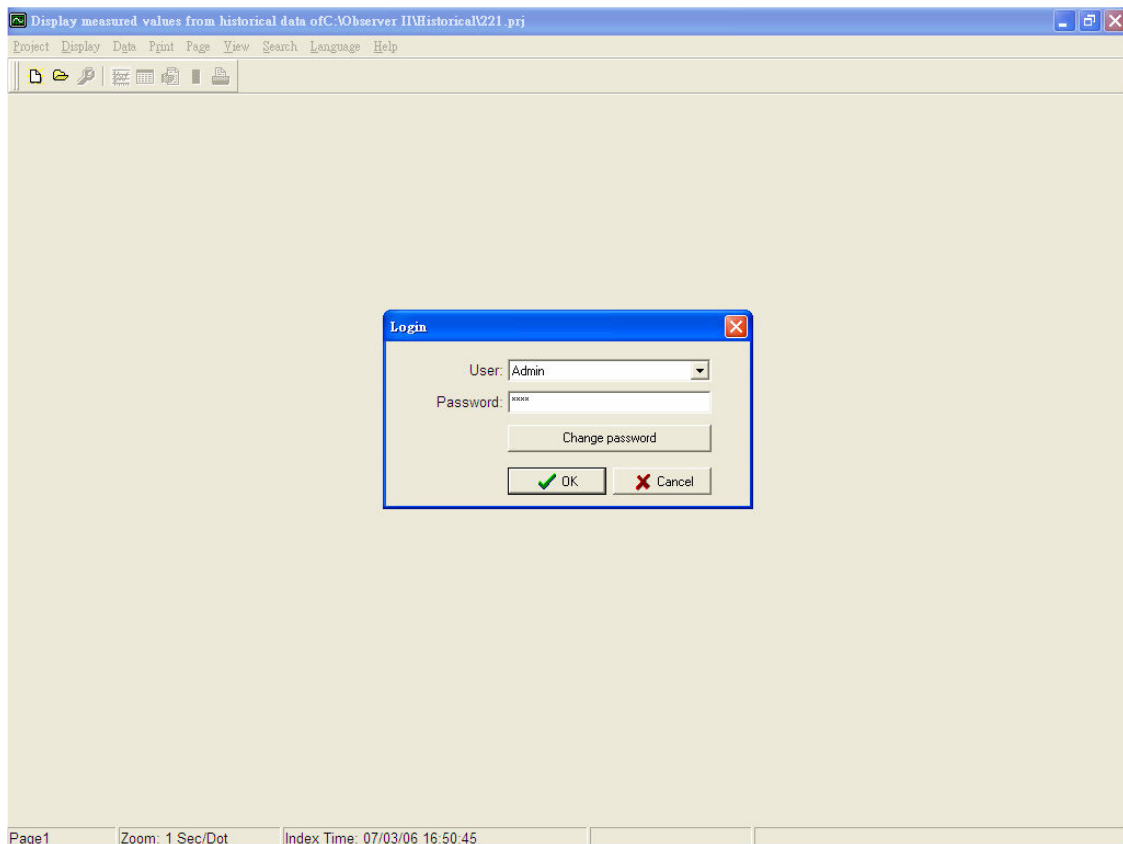 Display measured values from historical data ofC:\Observer II\Historical\221.prj
Project Display Data Print Page View Search Language Help
Login
User: Admin
Password: ****
Change password
OK Cancel
Page1 Zoom: 1 Sec/Dot Index Time: 07/03/06 16:50:45